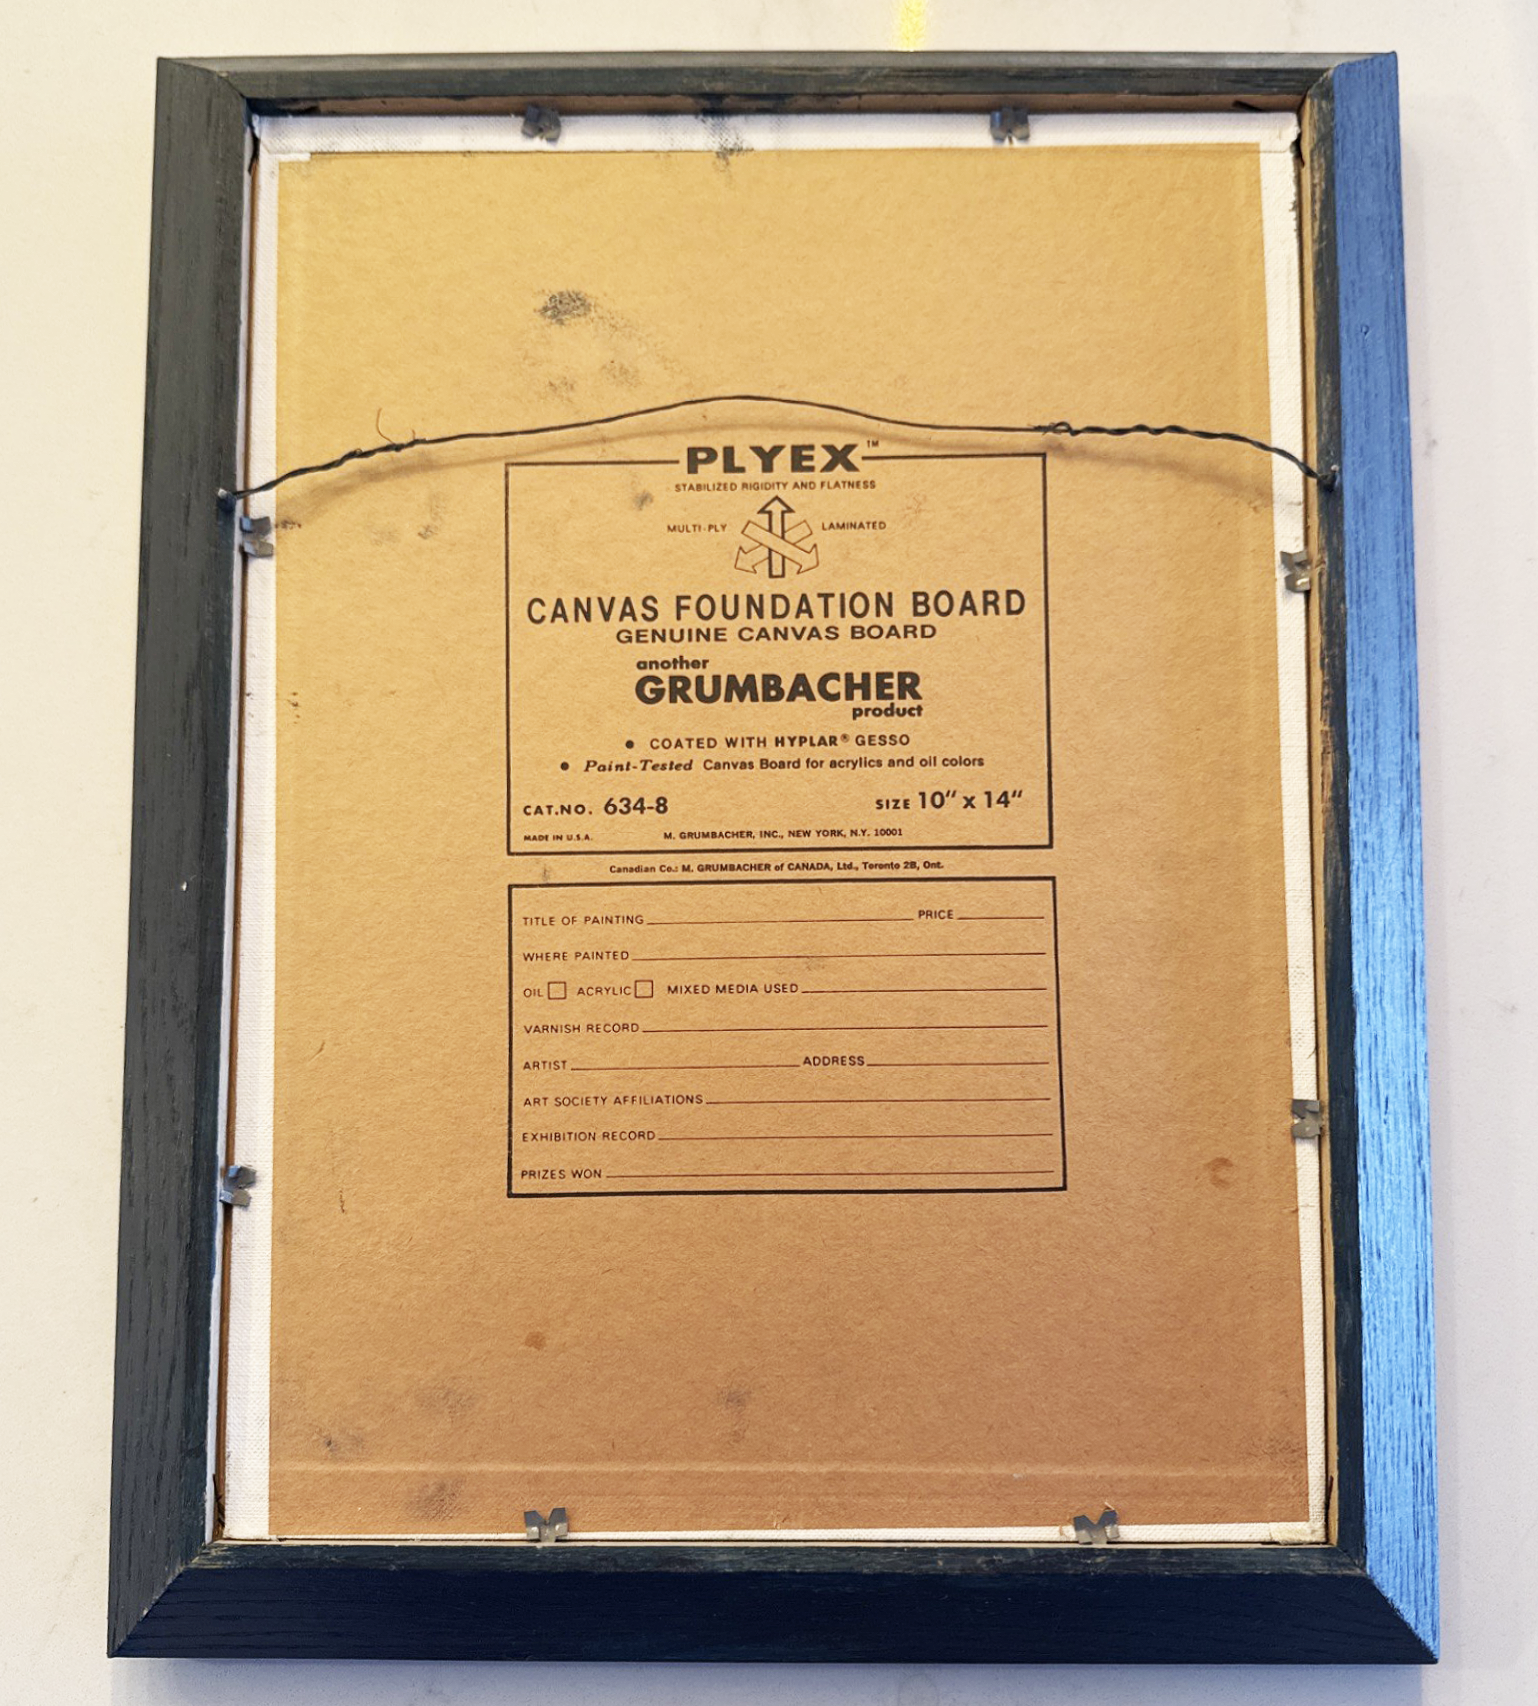 PLYEX™
STABILIZED RIGIDITY AND FLATNESS
MULTI-PLY LAMINATED
CANVAS FOUNDATION BOARD
GENUINE CANVAS BOARD
another
GRUMBACHER
product
• COATED WITH HYPLAR® GESSO
• Paint-Tested Canvas Board for acrylics and oil colors
CAT.NO. 634-8 SIZE 10" x 14"
MADE IN U.S.A. M. GRUMBACHER, INC., NEW YORK, N.Y. 10001
Canadian Co.: M. GRUMBACHER of CANADA, Ltd., Toronto 2B, Ont.
TITLE OF PAINTING PRICE
WHERE PAINTED
OIL ACRYLIC MIXED MEDIA USED
VARNISH RECORD
ARTIST ADDRESS
ART SOCIETY AFFILIATIONS
EXHIBITION RECORD
PRIZES WON